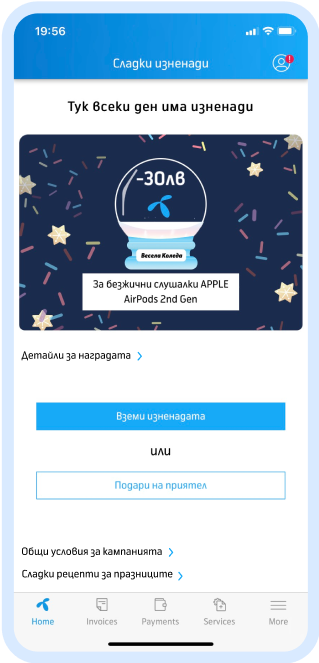 19:56
Сладки изненади
Тук всеки ден има изненади
-30лв
Весела Коледа
За безжични слушалки APPLE
AirPods 2nd Gen
Детайли за наградата
Вземи изненадата
или
Подари на приятел
Общи условия за кампанията
Сладки рецепти за празниците
Home Invoices Payments Services More